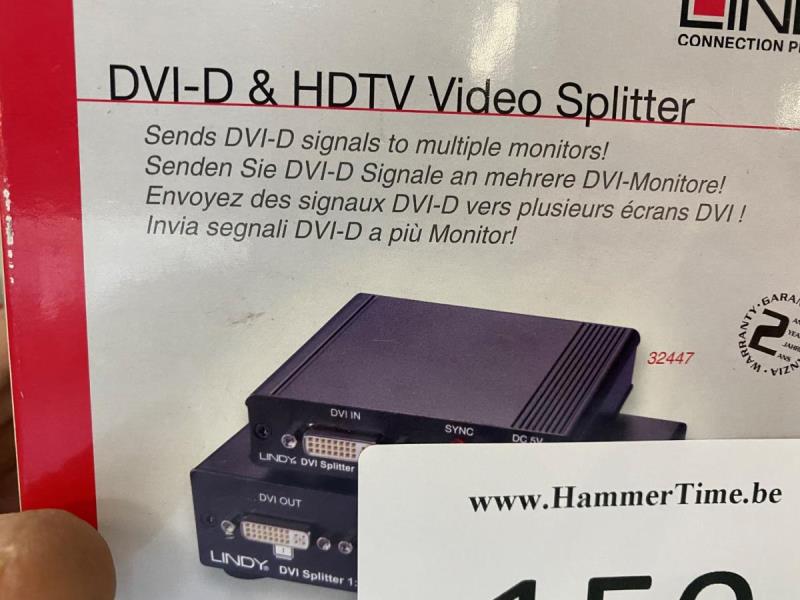 CONNECTION
DVI-D & HDTV Video Splitter
Sends DVI-D signals to multiple monitors!
Senden Sie DVI-D Signale an mehrere DVI-Monitore!
Envoyez des signaux DVI-D vers plusieurs écrans DVI !
Invia segnali DVI-D a più Monitor!
WARRANTY
2
32447
DVI IN
SYNC
DC 5V
LINDY DVI Splitter
DVI OUT
1
LINDY DVI Splitter 1:
www.HammerTime.be